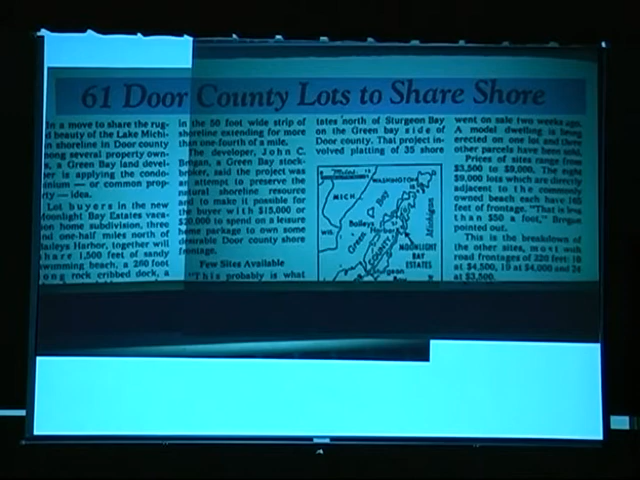 61 Door County Lots to Share Shore
In a move to share the rug-
ged beauty of the Lake Michi-
gan shoreline in Door county
among several property own-
a Green Bay land devel-
oper is applying the condo-
minium — or common prop-
erty — idea.
Lot buyers in the new
Moonlight Bay Estates vaca-
ion home subdivision, three
and one-half miles north of
Baileys Harbor, together will
share 1,500 feet of sandy
swimming beach, a 260 foot
long rock cribbed dock, a
in the 50 foot wide strip of
shoreline extending for more
than one-fourth of a mile.
The developer, John C.
Brogan, a Green Bay stock-
broker, said the project was
an attempt to preserve the
natural shoreline resource
and to make it possible for
the buyer with $15,000 or
$20,000 to spend on a leisure
home package to own some
desirable Door county shore
frontage.
Few Sites Available
"This probably is what
tates north of Sturgeon Bay
on the Green bay side of
Door county. That project in-
volved platting of 35 shore
MICH
WASHINGTON
WIS.
Green Bay
Baileys
Harbor
DOOR COUNTY
Michigan
MOONLIGHT
BAY
ESTATES
Sturgeon
went on sale two weeks ago.
A model dwelling is being
erected on one lot and three
other parcels have been sold.
Prices of sites range from
$3,500 to $9,000. The eight
$9,000 lots which are directly
adjacent to the commonly
owned beach each have 165
feet of frontage. "That is less
than $50 a foot," Brogan
pointed out.
This is the breakdown of
the other sites, most with
road frontages of 220 feet: 10
at $4,500, 19 at $4,000 and 24
at $3,500.